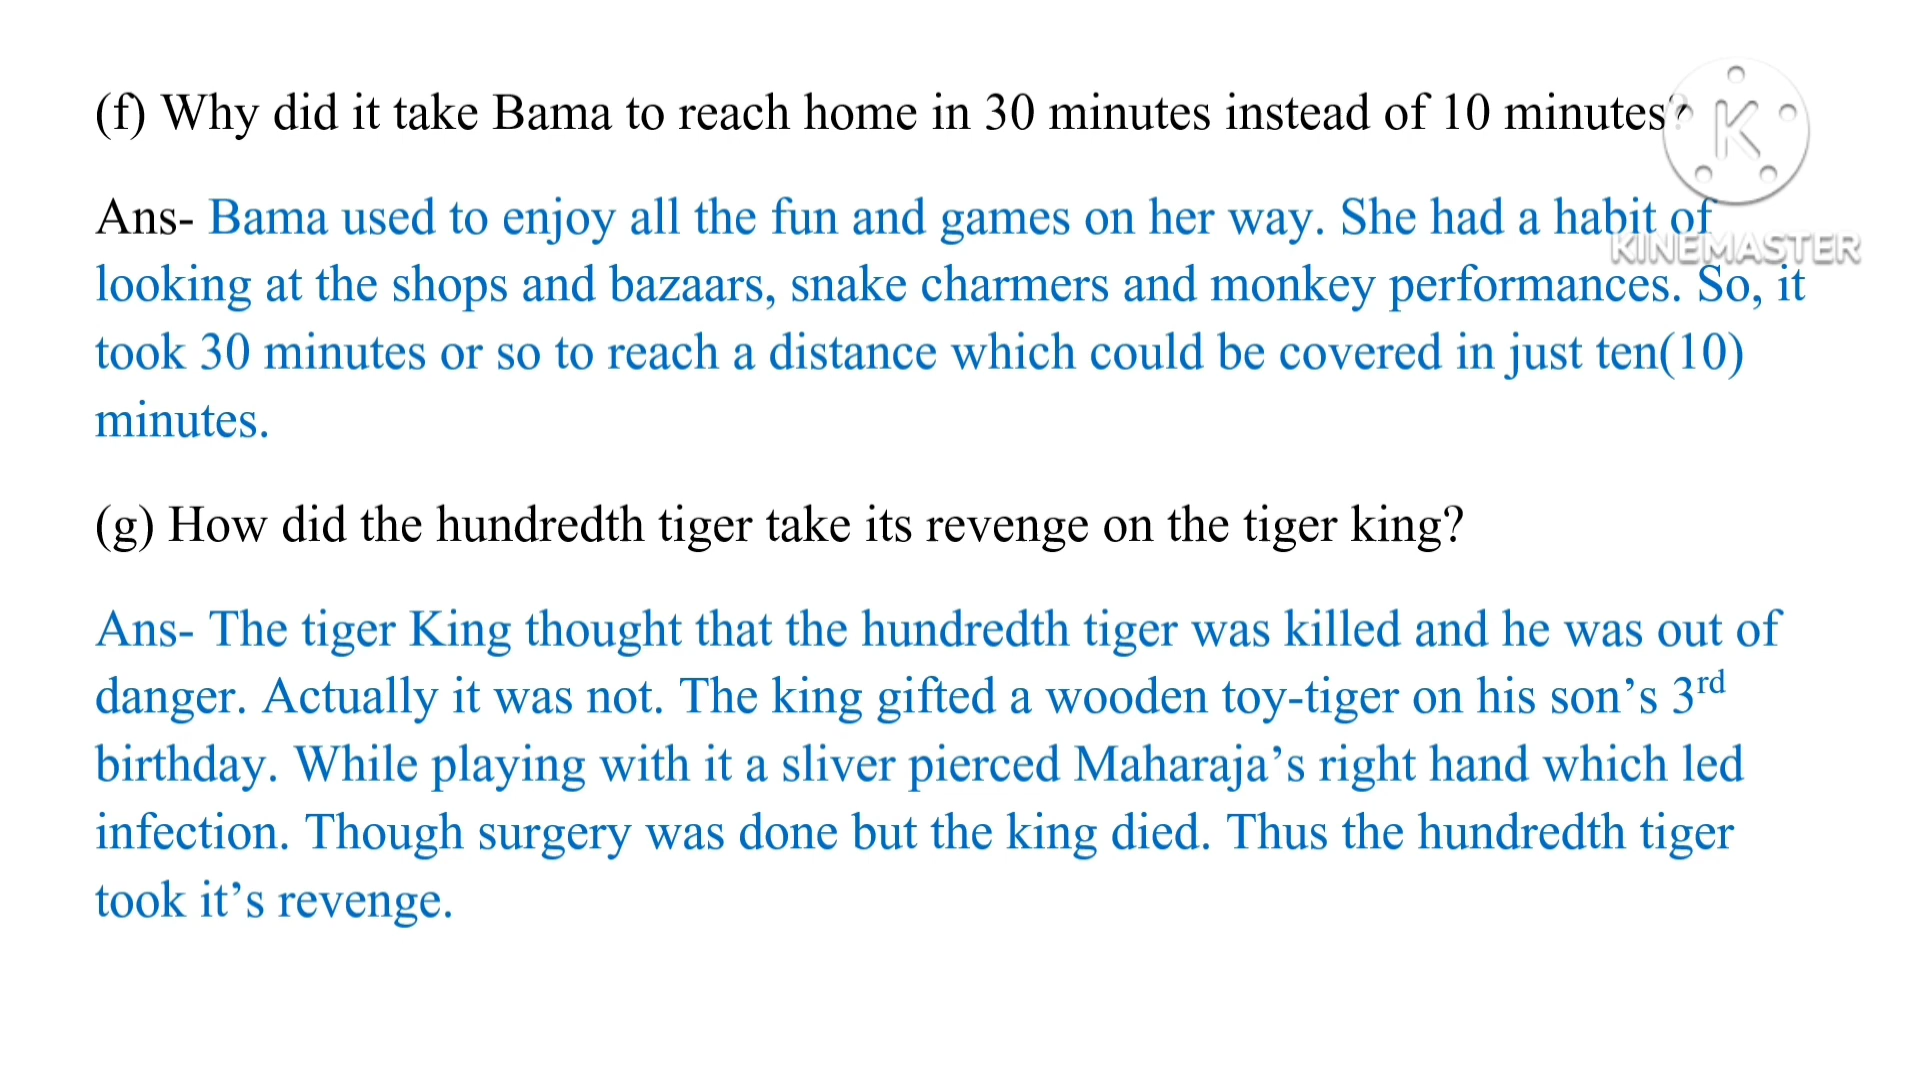 (f) Why did it take Bama to reach home in 30 minutes instead of 10 minutes?
K
KINEMASTER
Ans- Bama used to enjoy all the fun and games on her way. She had a habit of
looking at the shops and bazaars, snake charmers and monkey performances. So, it
took 30 minutes or so to reach a distance which could be covered in just ten(10)
minutes.
(g) How did the hundredth tiger take its revenge on the tiger king?
Ans- The tiger King thought that the hundredth tiger was killed and he was out of
danger. Actually it was not. The king gifted a wooden toy-tiger on his son’s 3rd
birthday. While playing with it a sliver pierced Maharaja’s right hand which led
infection. Though surgery was done but the king died. Thus the hundredth tiger
took it’s revenge.